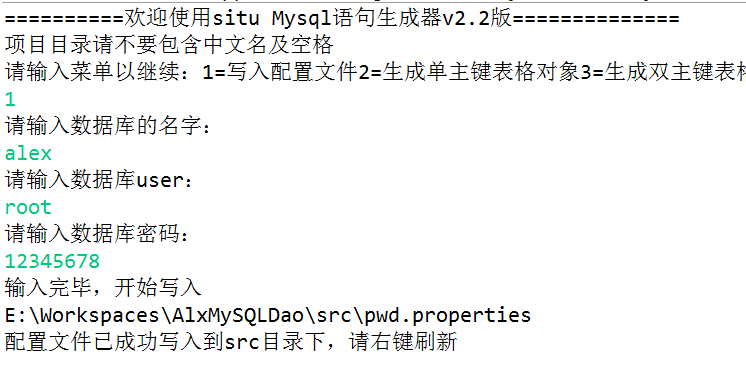 ==========欢迎使用situ Mysql语句生成器v2.2版==============
项目目录请不要包含中文名及空格
请输入菜单以继续：1=写入配置文件2=生成单主键表格对象3=生成双主键表格
1
请输入数据库的名字：
alex
请输入数据库user：
root
请输入数据库密码：
12345678
输入完毕，开始写入
E:\Workspaces\AlxMySQLDao\src\pwd.properties
配置文件已成功写入到src目录下，请右键刷新